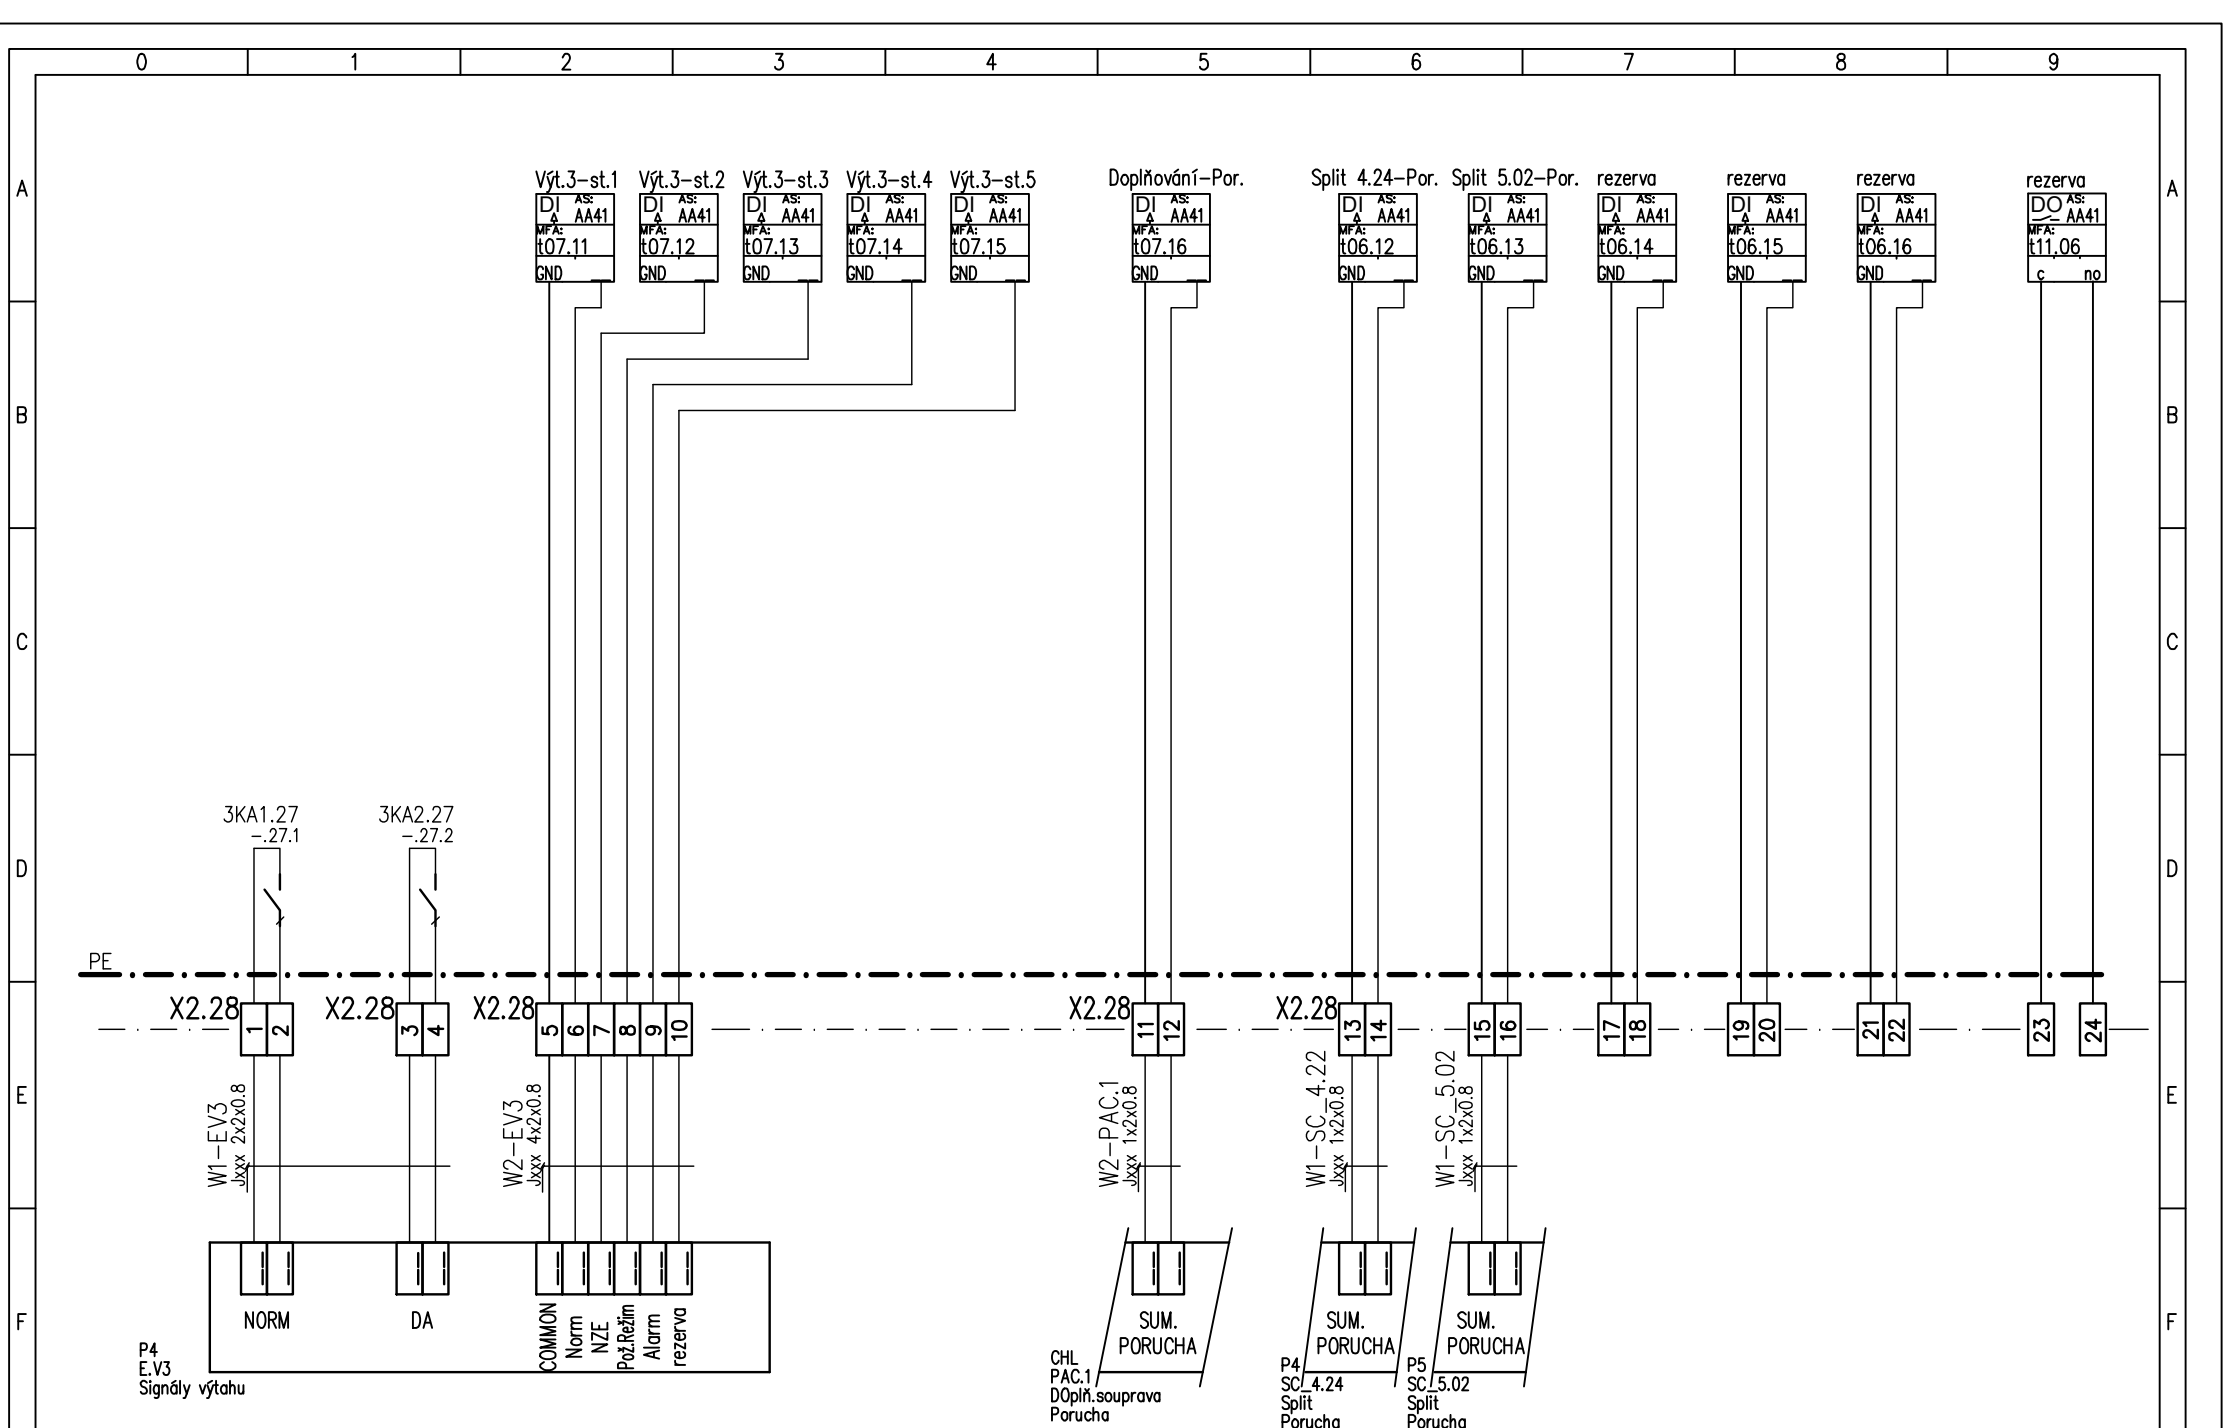 0 1 2 3 4 5 6 7 8 9
A A
Výt.3-st.1 Výt.3-st.2 Výt.3-st.3 Výt.3-st.4 Výt.3-st.5 Doplňování-Por. Split 4.24-Por. Split 5.02-Por. rezerva rezerva rezerva rezerva
DI AS: AA41 DI AS: AA41 DI AS: AA41 DI AS: AA41 DI AS: AA41 DI AS: AA41 DI AS: AA41 DI AS: AA41 DI AS: AA41 DI AS: AA41 DI AS: AA41 DO AS: AA41
MFA: MFA: MFA: MFA: MFA: MFA: MFA: MFA: MFA: MFA: MFA: MFA:
t07.11 t07.12 t07.13 t07.14 t07.15 t07.16 t06.12 t06.13 t06.14 t06.15 t06.16 t11.06
GND GND GND GND GND GND GND GND GND GND GND c no
B B
C C
3KA1.27 3KA2.27
-.27.1 -.27.2
D D
PE
X2.28 1 2 X2.28 3 4 X2.28 5 6 7 8 9 10 X2.28 11 12 X2.28 13 14 15 16 17 18 19 20 21 22 23 24
E E
W1-EV3
Jxxx 2x2x0.8
W2-EV3
Jxxx 4x2x0.8
W2-PAC.1
Jxxx 1x2x0.8
W1-SC_4.22
Jxxx 1x2x0.8
W1-SC_5.02
Jxxx 1x2x0.8
F F
NORM DA
COMMON
Norm
NZE
Pož.Režim
Alarm
rezerva
SUM.
PORUCHA
SUM.
PORUCHA
SUM.
PORUCHA
P4
E.V3
Signály výtahu
CHL
PAC.1
DOplň.souprava
Porucha
P4
SC_4.24
Split
Porucha
P5
SC_5.02
Split
Porucha